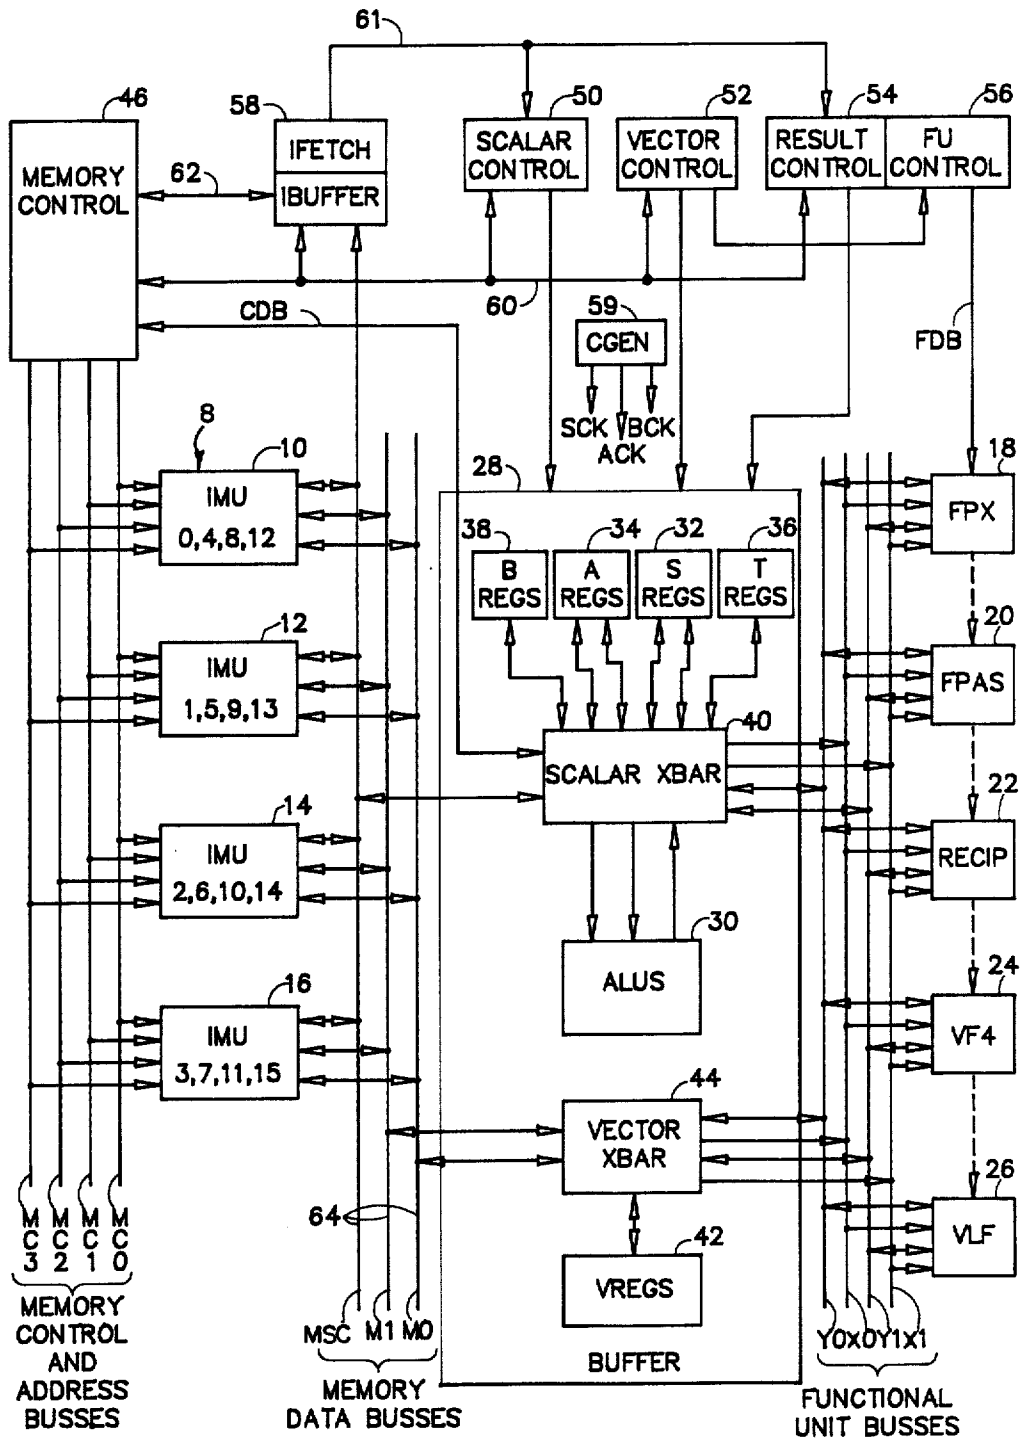 61
46
58
50
52
54
56
MEMORY
CONTROL
IFETCH
IBUFFER
SCALAR
CONTROL
VECTOR
CONTROL
RESULT
CONTROL
FU
CONTROL
62
60
CDB
59
CGEN
FDB
SCK
BCK
ACK
8
10
IMU
0,4,8,12
28
18
FPX
38
34
32
36
B
REGS
A
REGS
S
REGS
T
REGS
12
IMU
1,5,9,13
20
FPAS
40
SCALAR XBAR
14
IMU
2,6,10,14
22
RECIP
30
ALUS
16
IMU
3,7,11,15
24
VF4
44
VECTOR
XBAR
26
VLF
64
42
VREGS
MC3
MC2
MC1
MC0
MEMORY
CONTROL
AND
ADDRESS
BUSSES
MSC
M1
M0
MEMORY
DATA BUSSES
BUFFER
Y0
X0
Y1
X1
FUNCTIONAL
UNIT BUSSES